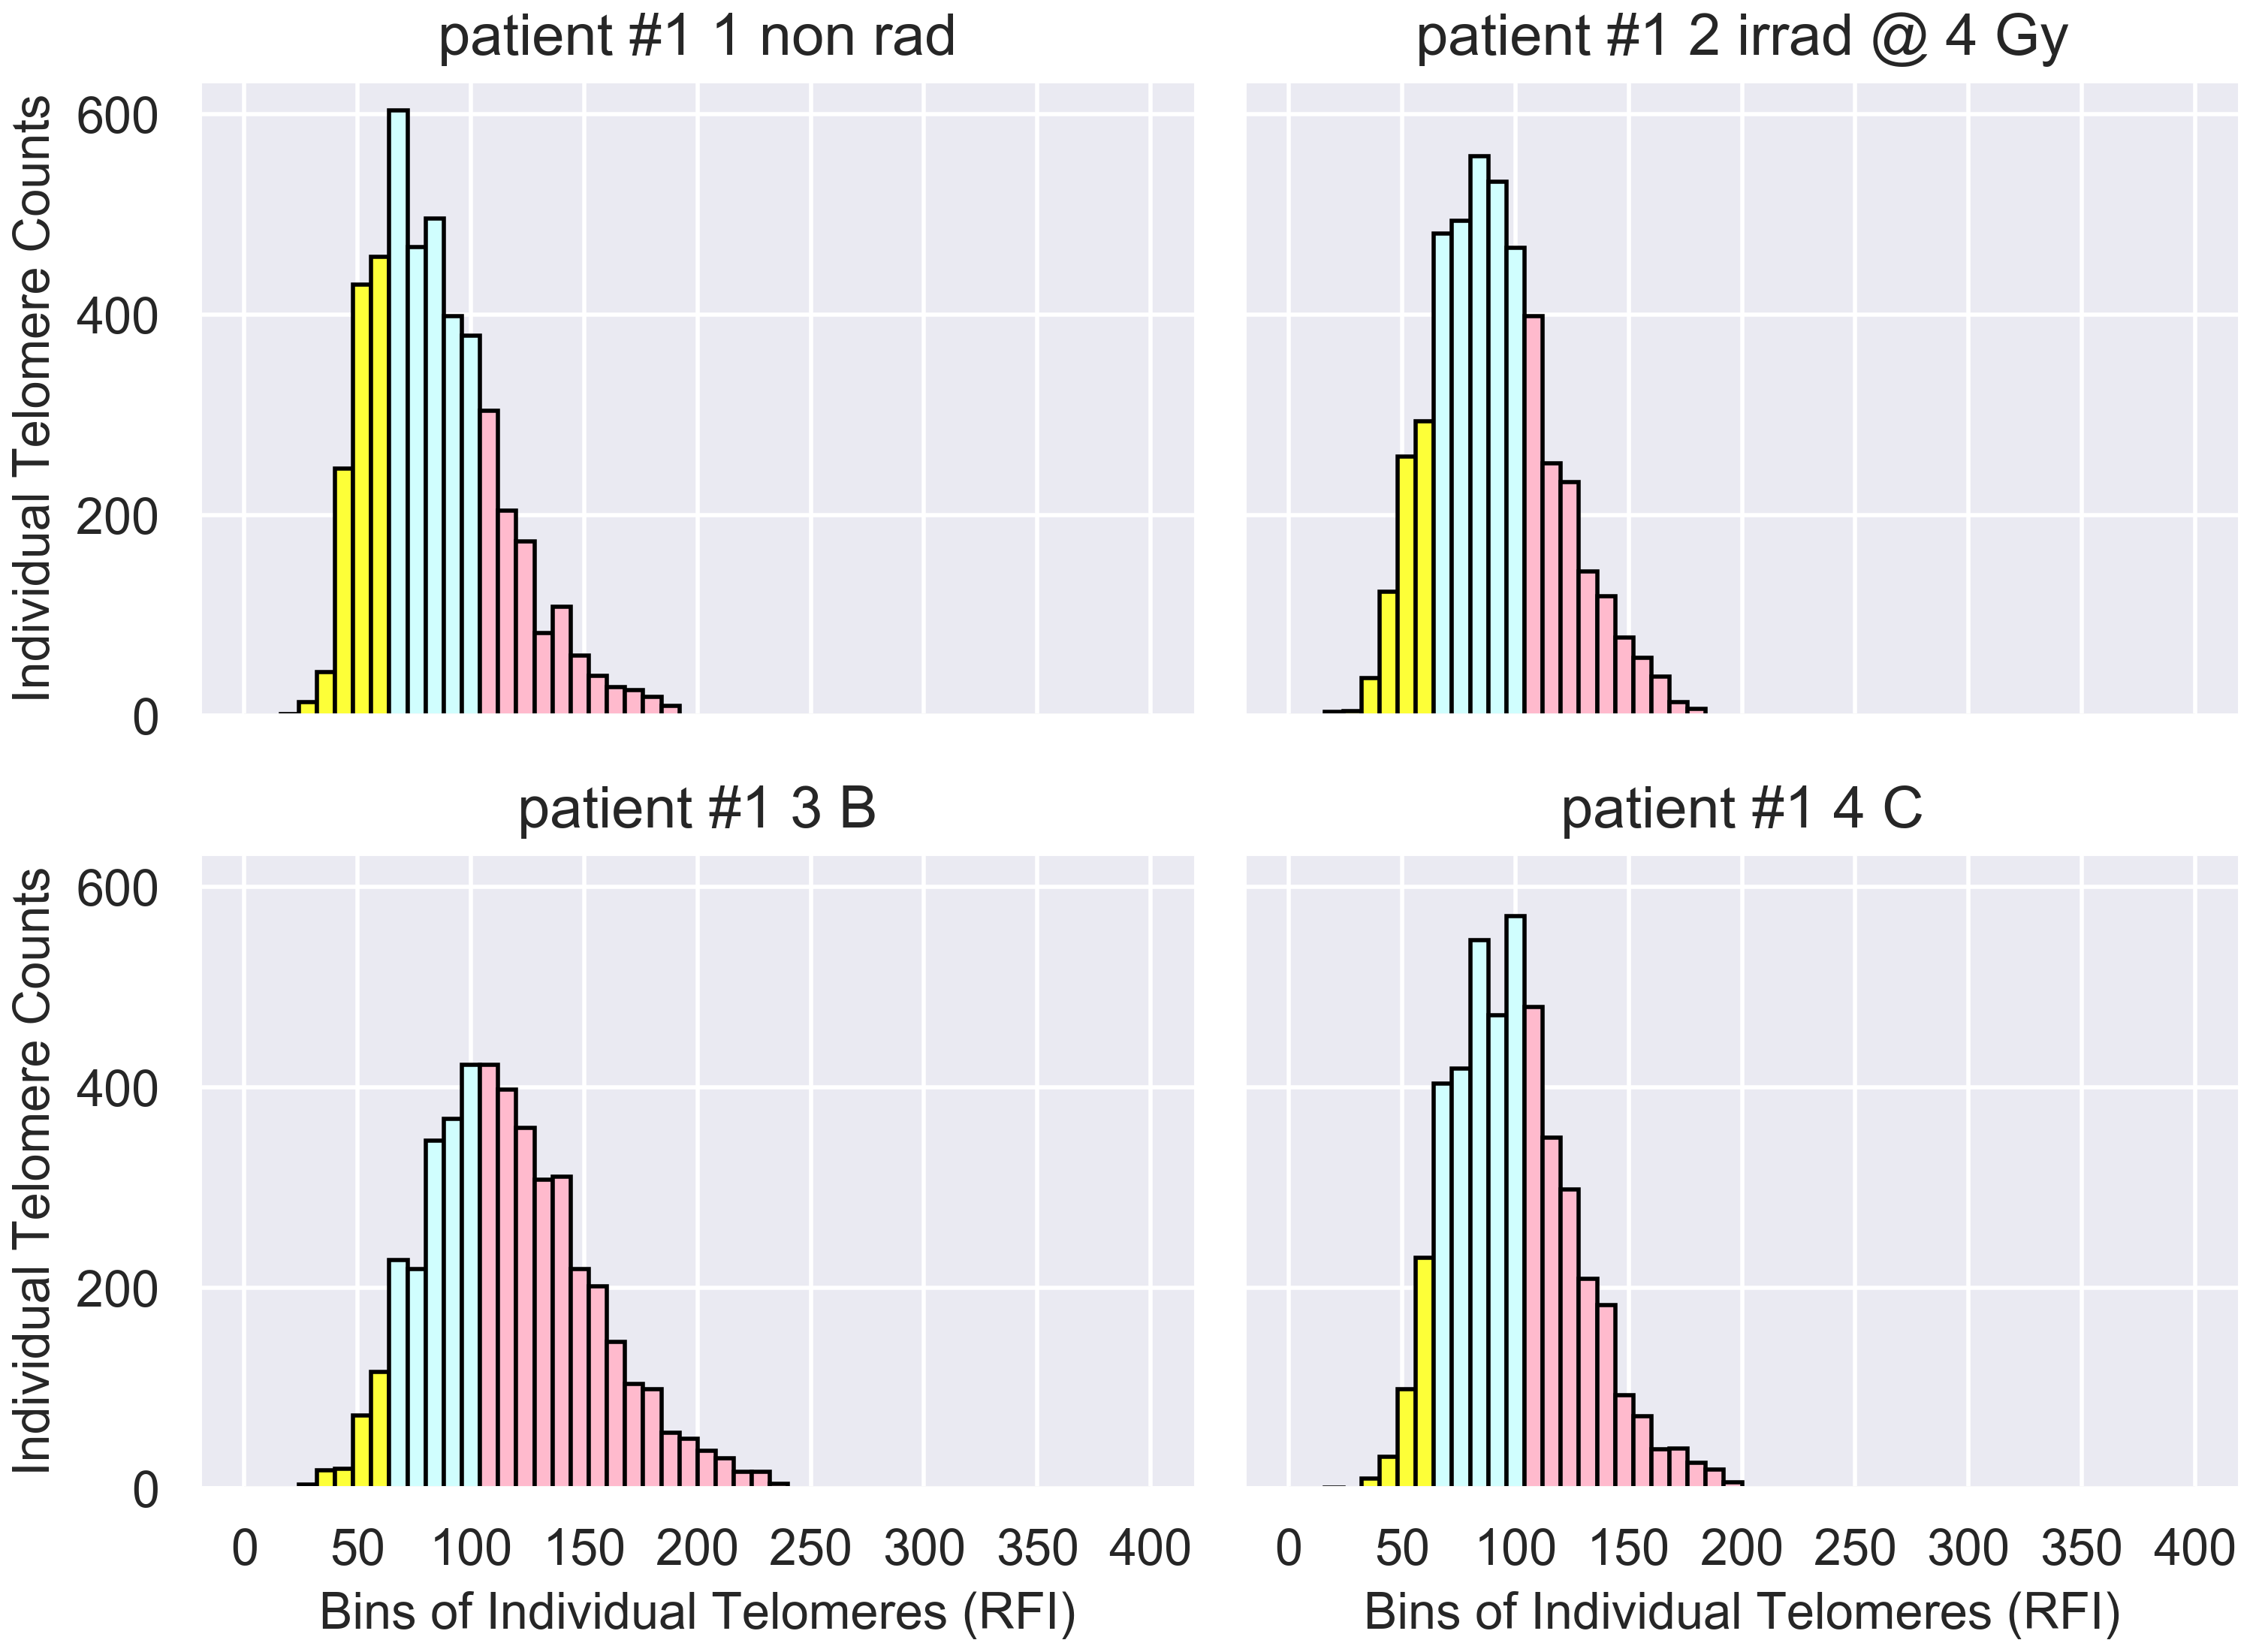 patient #1 1 non rad
patient #1 2 irrad @ 4 Gy
Individual Telomere Counts
600
400
200
0
patient #1 3 B
patient #1 4 C
Individual Telomere Counts
600
400
200
0
0 50 100 150 200 250 300 350 400
0 50 100 150 200 250 300 350 400
Bins of Individual Telomeres (RFI)
Bins of Individual Telomeres (RFI)